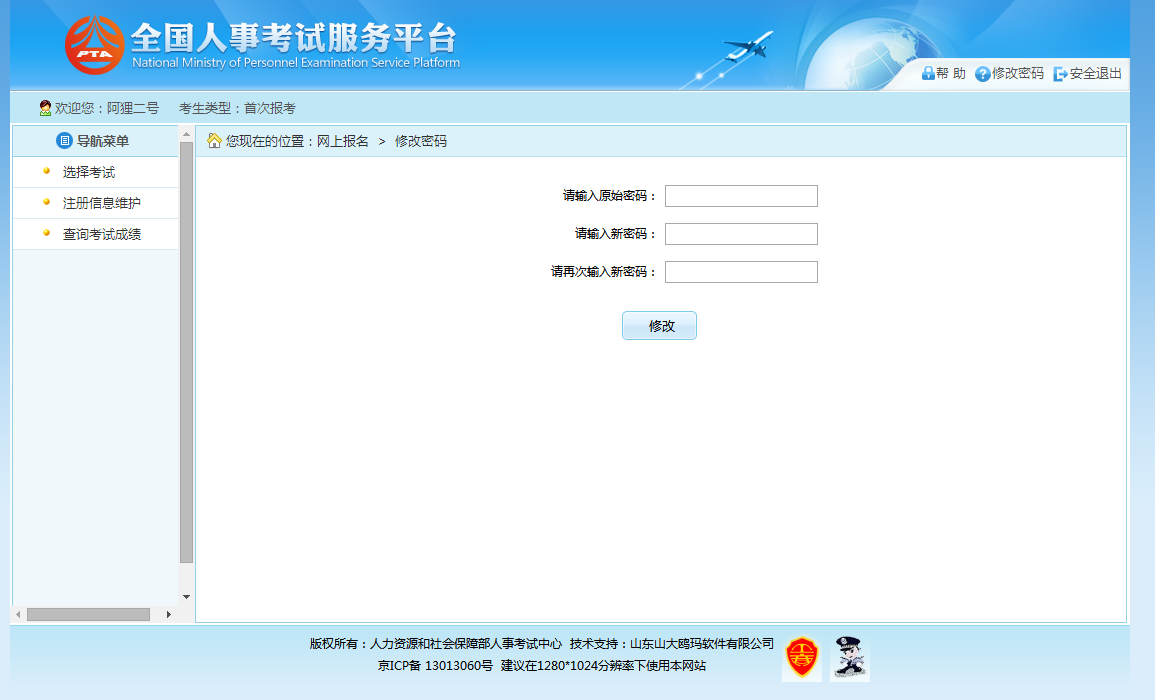 全国人事考试服务平台
PTA
National Ministry of Personnel Examination Service Platform
帮 助 修改密码 安全退出
欢迎您：阿狸二号 考生类型：首次报考
导航菜单
您现在的位置：网上报名 > 修改密码
选择考试
注册信息维护
查询考试成绩
请输入原始密码：
请输入新密码：
请再次输入新密码：
修改
版权所有：人力资源和社会保障部人事考试中心 技术支持：山东山大鸥玛软件有限公司
京ICP备 13013060号 建议在1280*1024分辨率下使用本网站